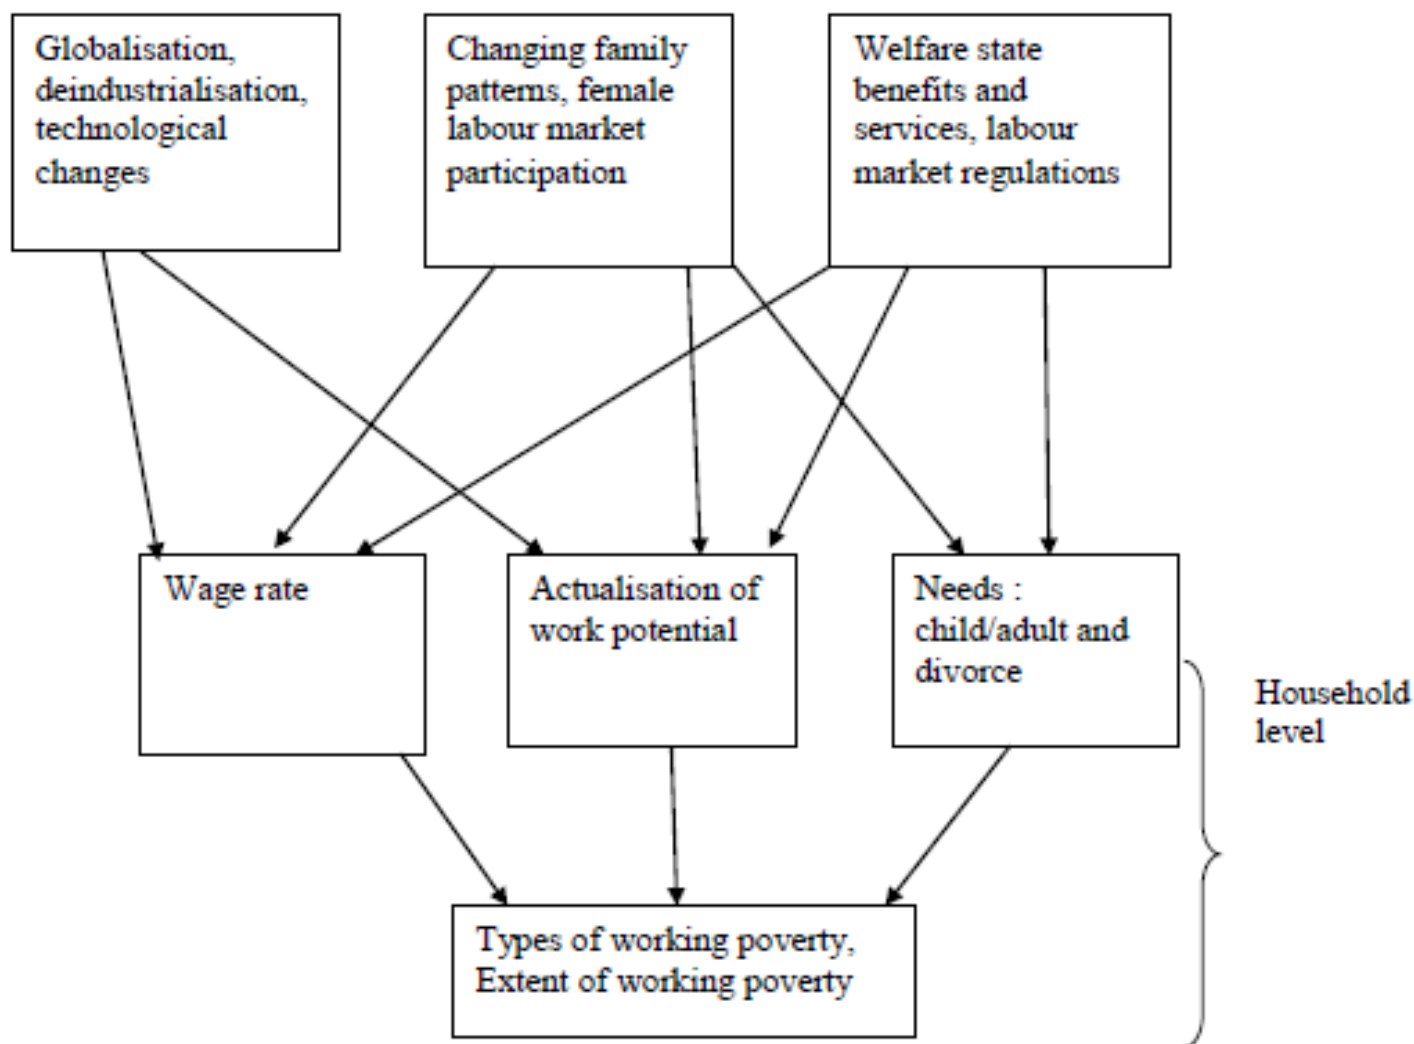 Globalisation,
deindustrialisation,
technological
changes
Changing family
patterns, female
labour market
participation
Welfare state
benefits and
services, labour
market regulations
Wage rate
Actualisation of
work potential
Needs :
child/adult and
divorce
Household
level
Types of working poverty,
Extent of working poverty